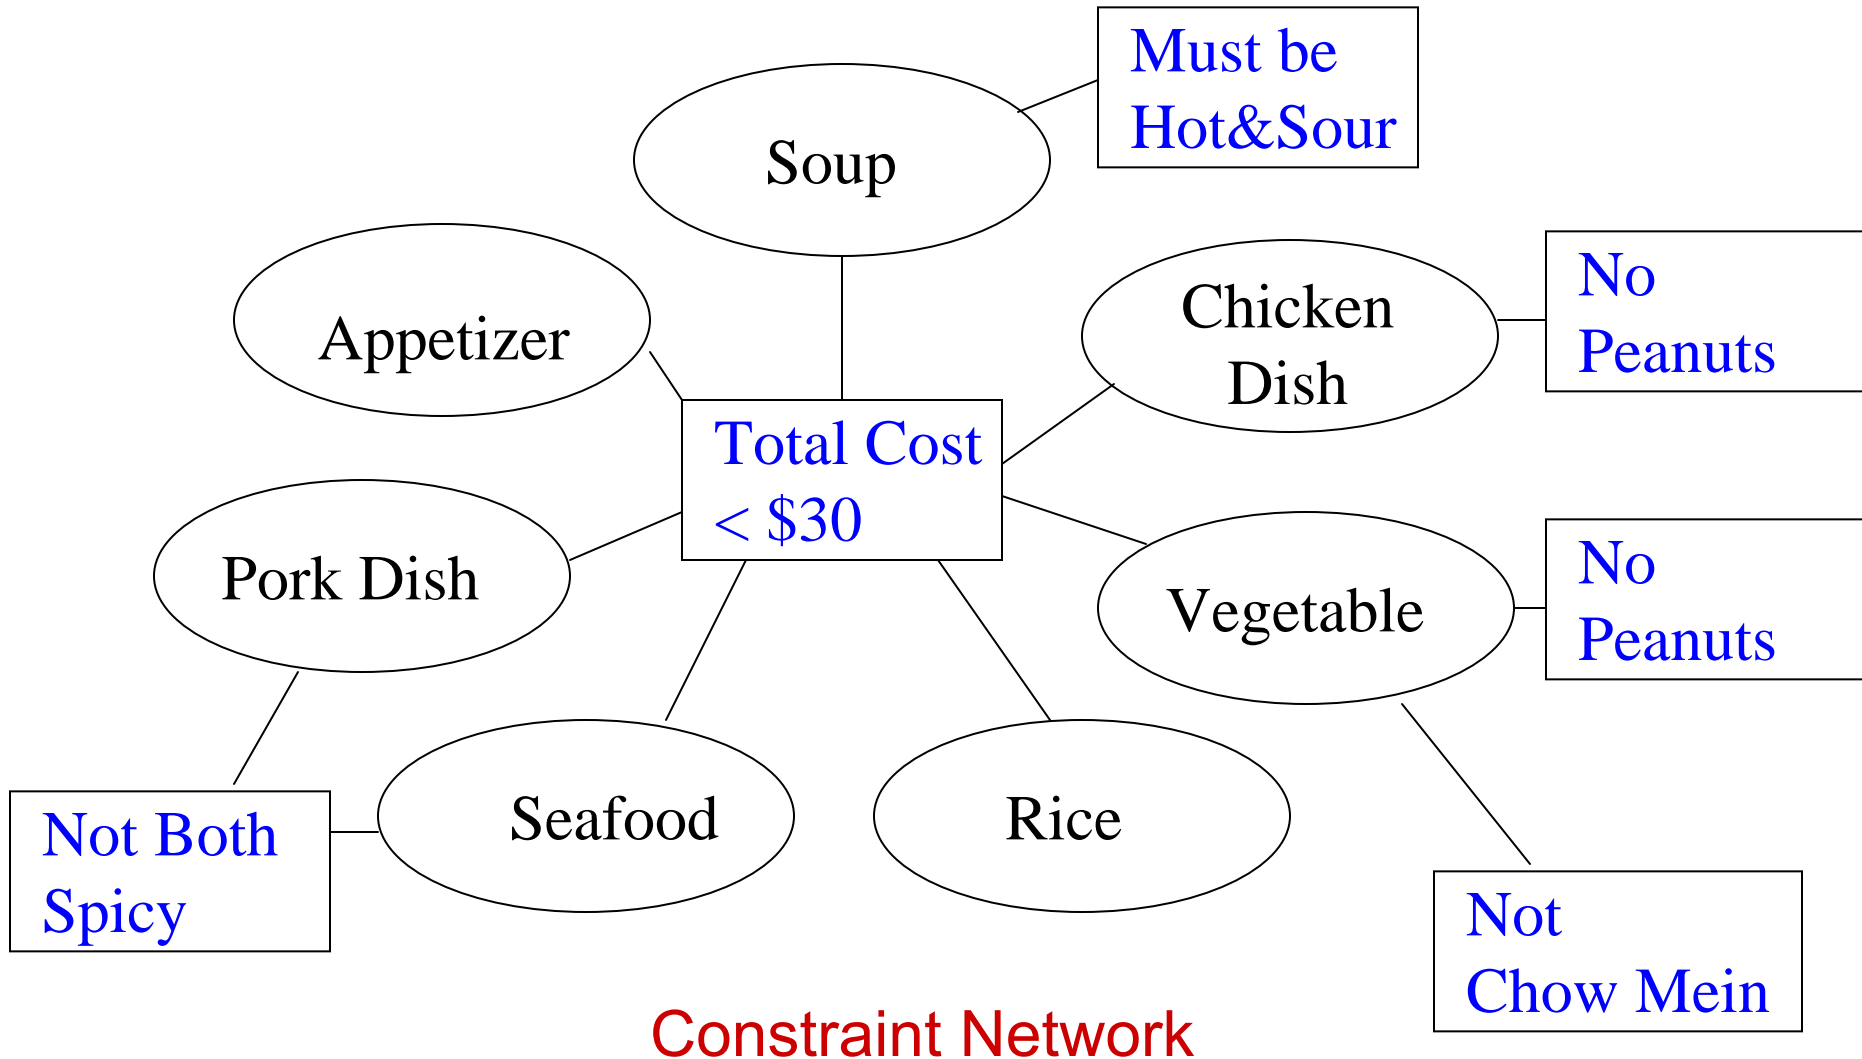 Must be
Hot&Sour
Soup
No
Peanuts
Chicken
Dish
Appetizer
Total Cost
< $30
No
Peanuts
Pork Dish
Vegetable
Not Both
Spicy
Seafood
Rice
Not
Chow Mein
Constraint Network